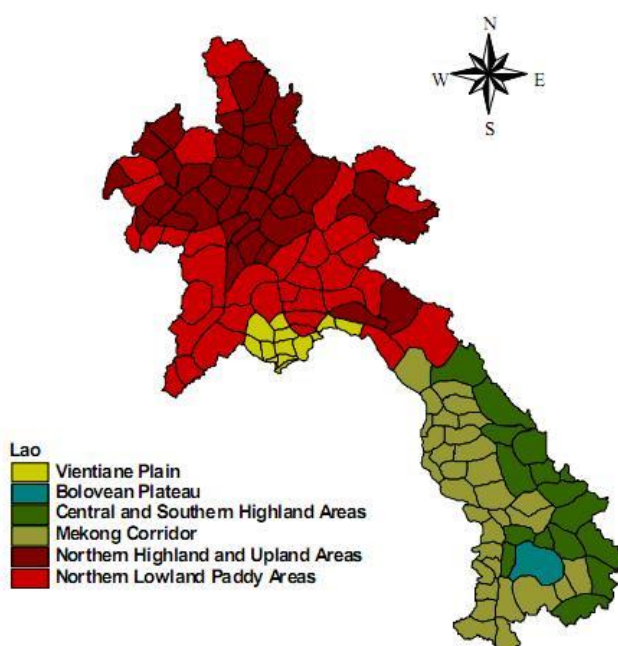 N
W E
S
Lao
Vientiane Plain
Bolovean Plateau
Central and Southern Highland Areas
Mekong Corridor
Northern Highland and Upland Areas
Northern Lowland Paddy Areas